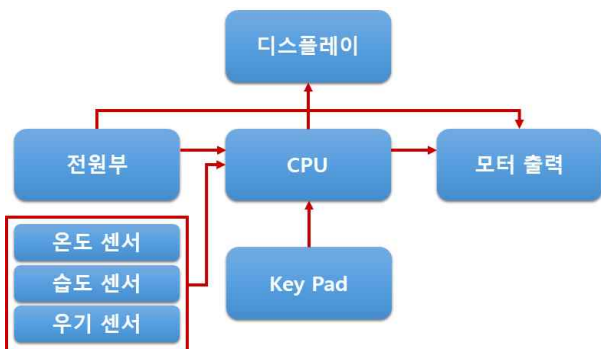 디스플레이
전원부
CPU
모터 출력
온도 센서
습도 센서
우기 센서
Key Pad